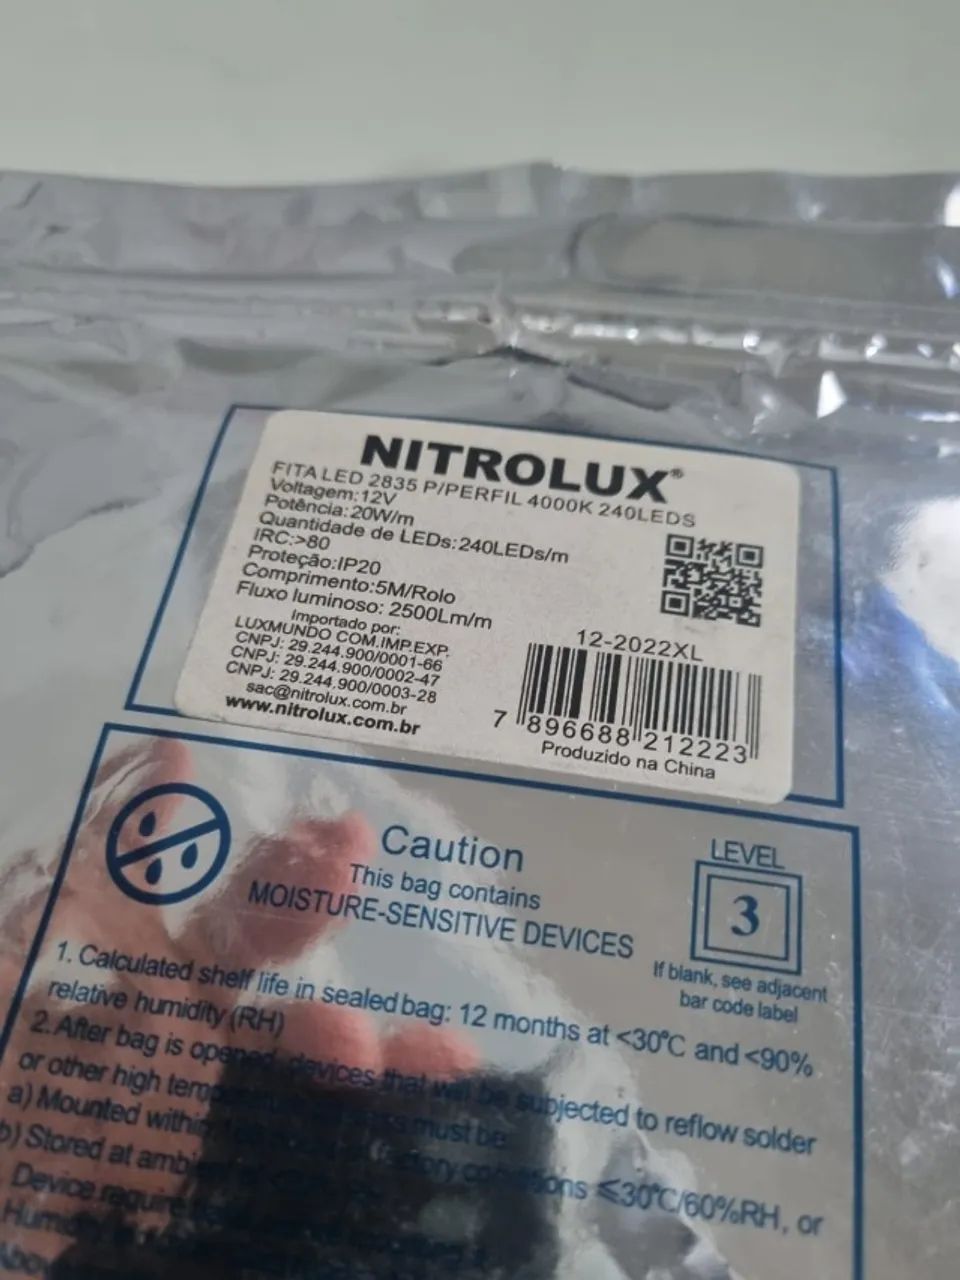 NITROLUX®
FITA LED 2835 P/PERFIL 4000K 240LEDS
Voltagem:12V
Potência:20W/m
Quantidade de LEDs:240LEDs/m
IRC:>80
Proteção:IP20
Comprimento:5M/Rolo
Fluxo luminoso: 2500Lm/m
Importado por:
LUXMUNDO COM.IMP.EXP.
CNPJ: 29.244.900/0001-66
CNPJ: 29.244.900/0002-47
CNPJ: 29.244.900/0003-28
sac@nitrolux.com.br
www.nitrolux.com.br
12-2022XL
7 896688 212223
Produzido na China
Caution
This bag contains
MOISTURE-SENSITIVE DEVICES
LEVEL
3
If blank, see adjacent
bar code label
1. Calculated shelf life in sealed bag: 12 months at <30℃ and <90%
relative humidity (RH)
2. After bag is opened, devices that will be subjected to reflow solder
or other high must be
a) Mounted within factory conditions ≤30℃/60%RH, or
b) Stored at
Device require